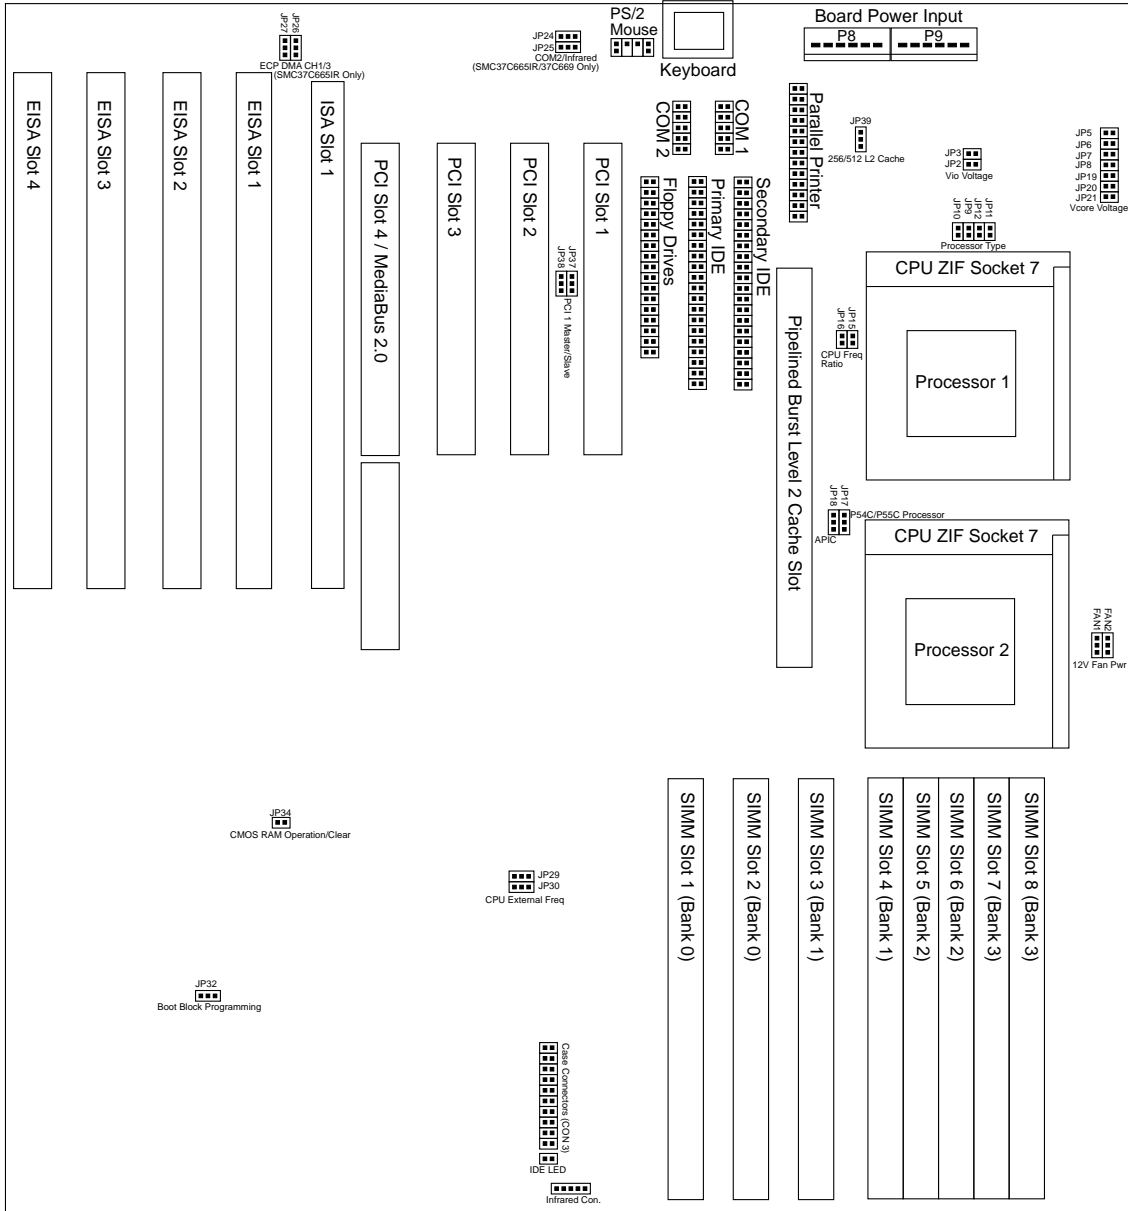 PS/2
Mouse
Board Power Input
P8
P9
JP27
JP26
ECP DMA CH1/3
(SMC37C665IR Only)
JP24
JP25
COM2/Infrared
(SMC37C665IR/37C669 Only)
Keyboard
EISA Slot 4
EISA Slot 3
EISA Slot 2
EISA Slot 1
ISA Slot 1
PCI Slot 4 / MediaBus 2.0
PCI Slot 3
PCI Slot 2
PCI Slot 1
JP38
JP37
PCI 1 Master/Slave
COM 2
COM 1
Floppy Drives
Primary IDE
Secondary IDE
Parallel Printer
JP39
256/512 L2 Cache
JP3
JP2
Vio Voltage
JP5
JP6
JP7
JP8
JP19
JP20
JP21
Vcore Voltage
JP10
JP9
JP12
JP11
Processor Type
CPU ZIF Socket 7
Processor 1
JP16
JP15
CPU Freq
Ratio
Pipelined Burst Level 2 Cache Slot
JP18
JP17
P54C/P55C Processor
APIC
CPU ZIF Socket 7
Processor 2
FAN1
FAN2
12V Fan Pwr
JP34
CMOS RAM Operation/Clear
JP29
JP30
CPU External Freq
JP32
Boot Block Programming
SIMM Slot 1 (Bank 0)
SIMM Slot 2 (Bank 0)
SIMM Slot 3 (Bank 1)
SIMM Slot 4 (Bank 1)
SIMM Slot 5 (Bank 2)
SIMM Slot 6 (Bank 2)
SIMM Slot 7 (Bank 3)
SIMM Slot 8 (Bank 3)
Case Connectors (CON 3)
IDE LED
Infrared Con.